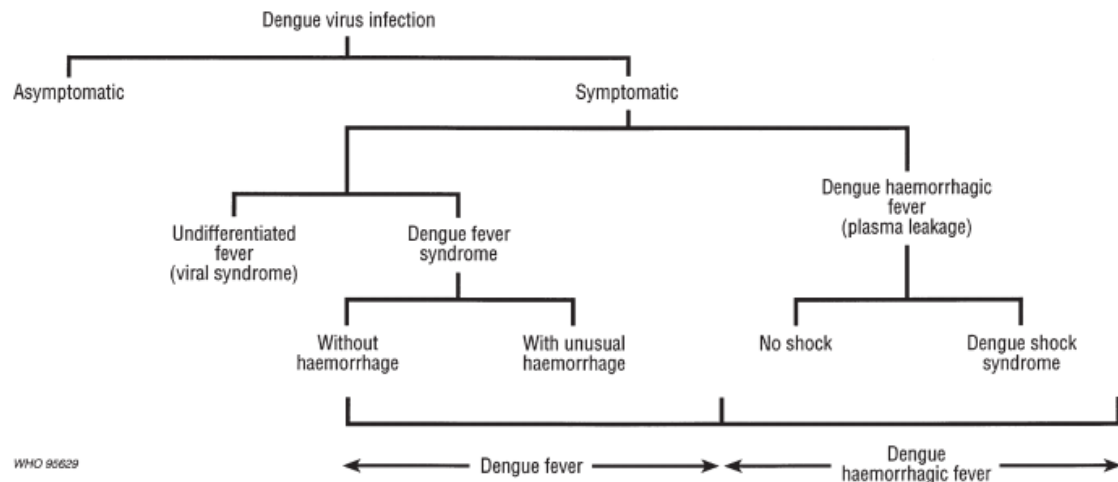 Dengue virus infection
Asymptomatic
Symptomatic
Undifferentiated
fever
(viral syndrome)
Dengue fever
syndrome
Dengue haemorrhagic
fever
(plasma leakage)
Without
haemorrhage
With unusual
haemorrhage
No shock
Dengue shock
syndrome
WHO 95629
Dengue fever
Dengue
haemorrhagic fever